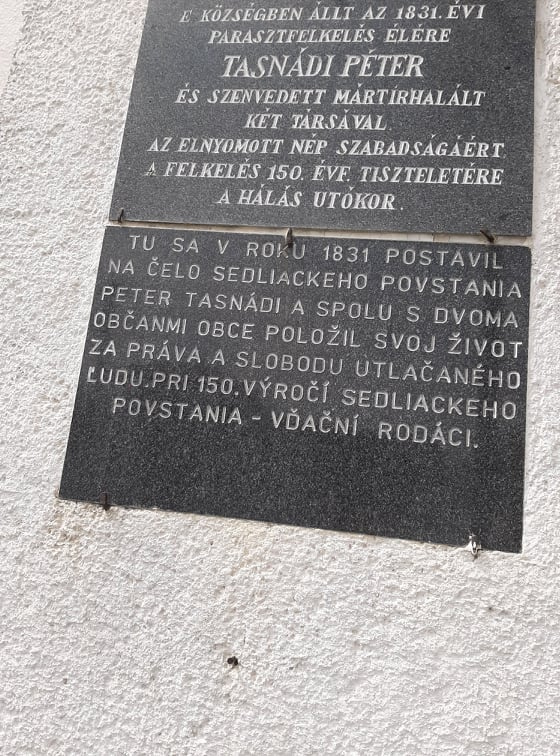 E KÖZSÉGBEN ÁLLT AZ 1831. ÉVI
PARASZTFELKELÉS ÉLÉRE
TASNÁDI PÉTER
ÉS SZENVEDETT MÁRTÍRHALÁLT
KÉT TÁRSÁVAL
AZ ELNYOMOTT NÉP SZABADSÁGÁÉRT.
A FELKELÉS 150. ÉVF. TISZTELETÉRE
A HÁLÁS UTÓKOR.
TU SA V ROKU 1831 POSTAVIL
NA ČELO SEDLIACKEHO POVSTANIA
PETER TASNÁDI A SPOLU S DVOMA
OBČANMI OBCE POLOŽIL SVOJ ŽIVOT
ZA PRÁVA A SLOBODU UTLAČANÉHO
ĽUDU. PRI 150. VÝROČÍ SEDLIACKEHO
POVSTANIA - VĎAČNÍ RODÁCI.